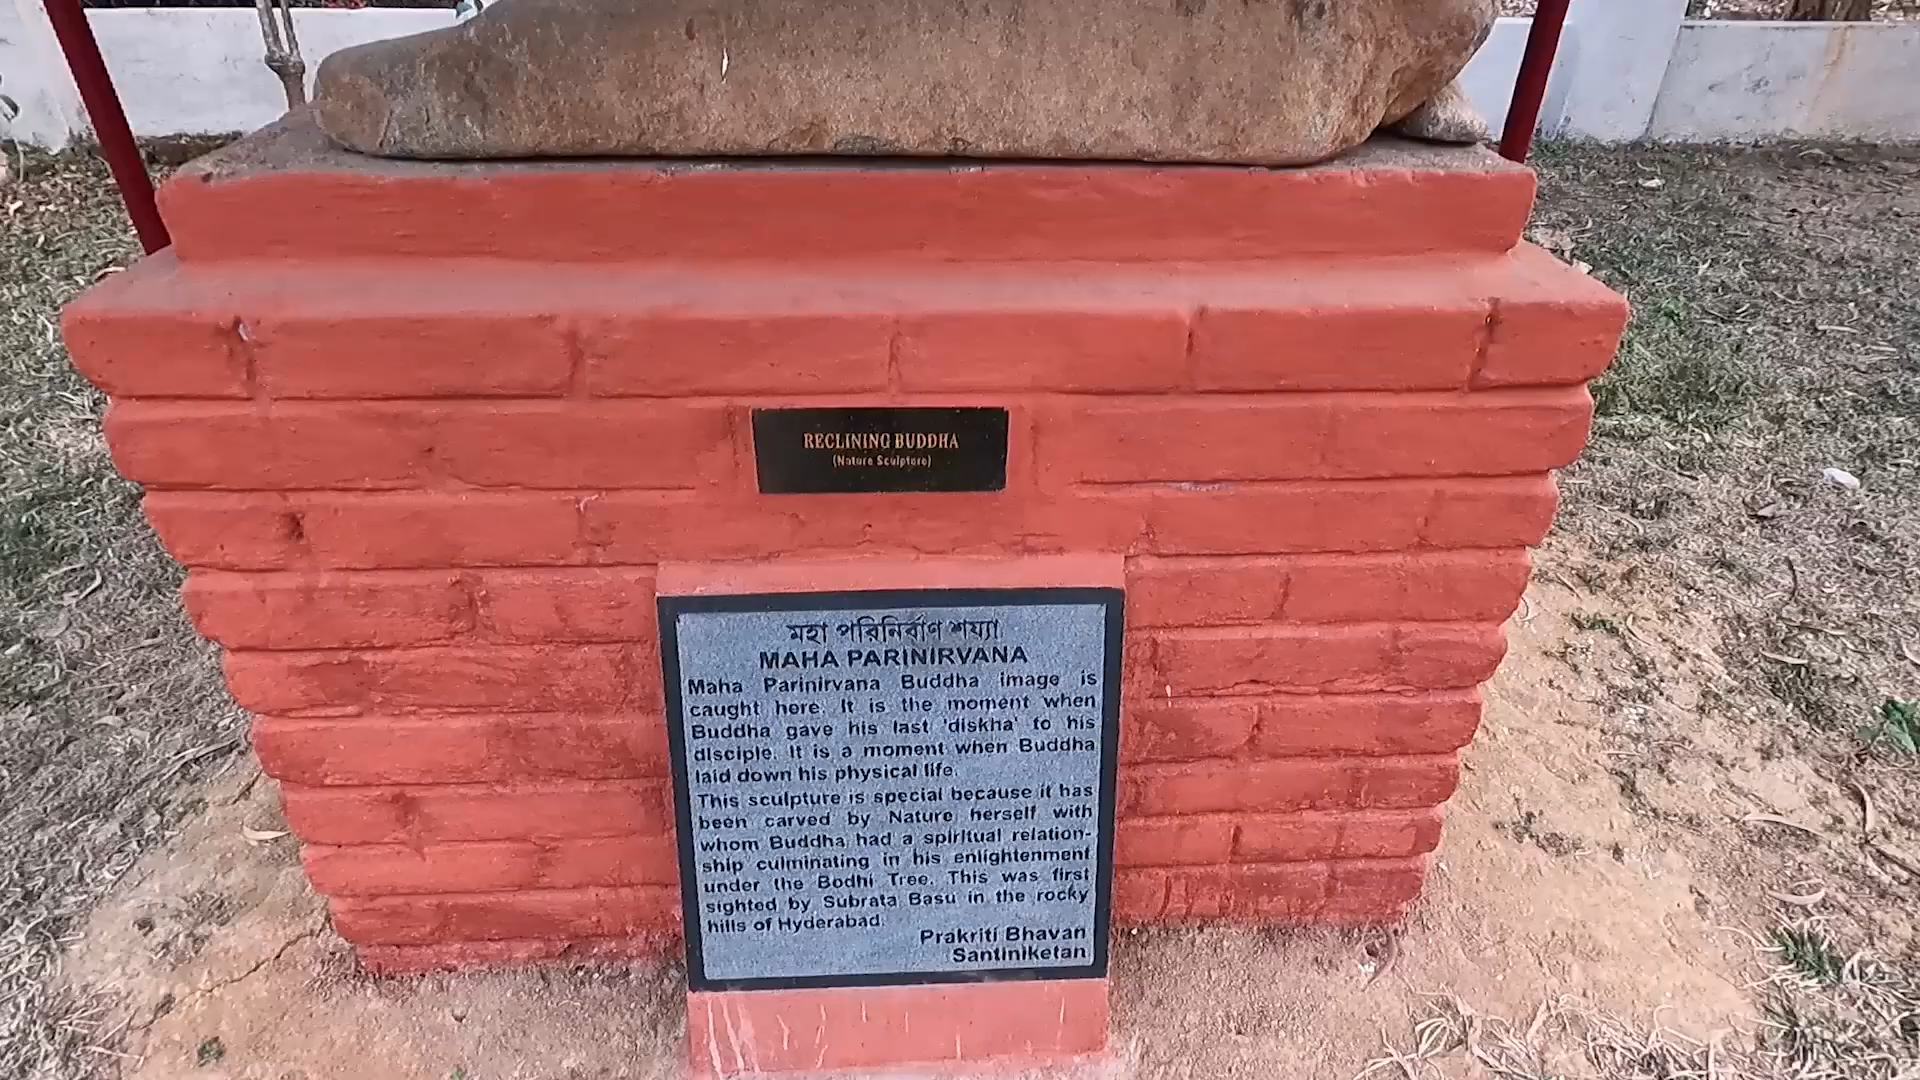 RECLINING BUDDHA
(Nature Sculpture)
মহা পরিনির্বাণ শয্যা
MAHA PARINIRVANA
Maha Parinirvana Buddha image is
caught here. It is the moment when
Buddha gave his last 'diskha' to his
disciple. It is a moment when Buddha
laid down his physical life.
This sculpture is special because it has
been carved by Nature herself with
whom Buddha had a spiritual relation-
ship culminating in his enlightenment
under the Bodhi Tree. This was first
sighted by Subrata Basu in the rocky
hills of Hyderabad.
Prakriti Bhavan
Santiniketan